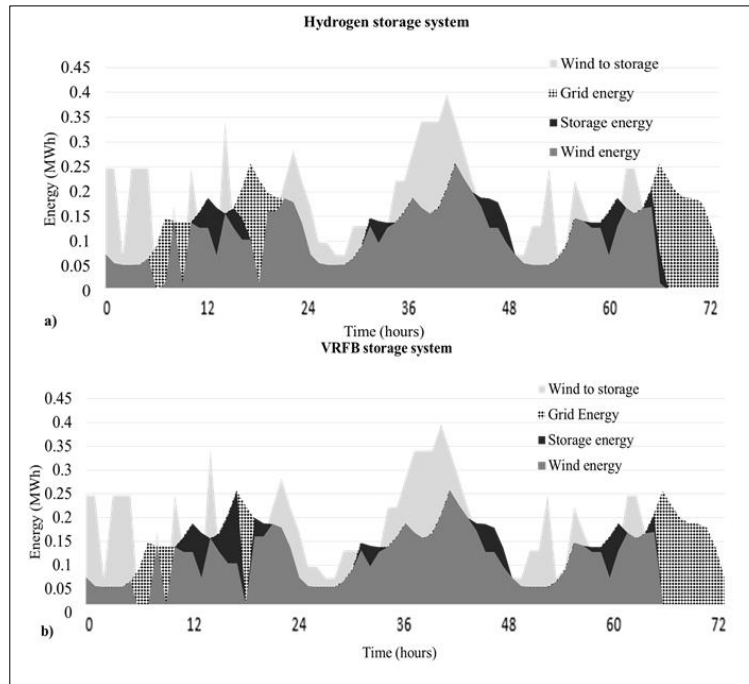 Hydrogen storage system
0.45
0.4
0.35
0.3
0.25
0.2
0.15
0.1
0.05
0
Energy (MWh)
Wind to storage
Grid energy
Storage energy
Wind energy
0 12 24 36 48 60 72
a)
Time (hours)
VRFB storage system
0.45
0.4
0.35
0.3
0.25
0.2
0.15
0.1
0.05
0
Energy (MWh)
Wind to storage
Grid Energy
Storage energy
Wind energy
0 12 24 36 48 60 72
b)
Time (hours)